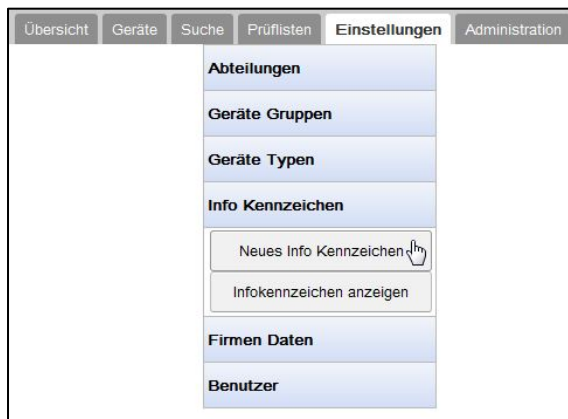 Übersicht Geräte Suche Prüflisten Einstellungen Administration
Abteilungen
Geräte Gruppen
Geräte Typen
Info Kennzeichen
Neues Info Kennzeichen
Infokennzeichen anzeigen
Firmen Daten
Benutzer